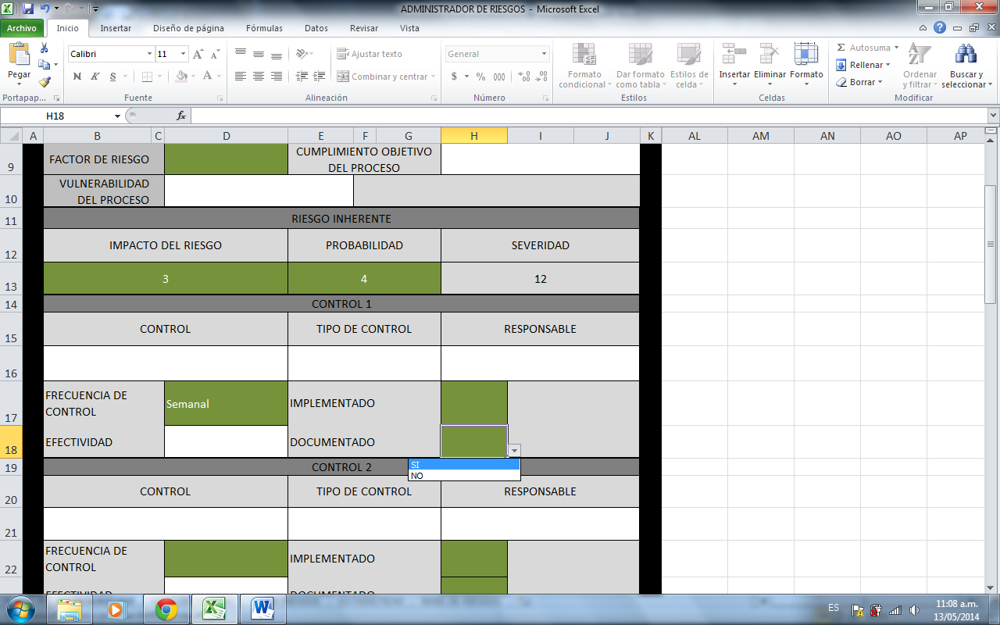 ADMINISTRADOR DE RIESGOS - Microsoft Excel
Archivo Inicio Insertar Diseño de página Fórmulas Datos Revisar Vista
Pegar
Portapap...
Calibri 11
N K S
Fuente
Ajustar texto
Combinar y centrar
Alineación
General
$ % 000
Número
Formato condicional
Dar formato como tabla
Estilos de celda
Estilos
Insertar Eliminar Formato
Celdas
Autosuma
Rellenar
Borrar
Ordenar y filtrar
Buscar y seleccionar
Modificar
H18 fx
A B C D E F G H I J K AL AM AN AO AP
9 FACTOR DE RIESGO CUMPLIMIENTO OBJETIVO DEL PROCESO
10 VULNERABILIDAD DEL PROCESO
11 RIESGO INHERENTE
12 IMPACTO DEL RIESGO PROBABILIDAD SEVERIDAD
13 3 4 12
14 CONTROL 1
15 CONTROL TIPO DE CONTROL RESPONSABLE
16
17 FRECUENCIA DE CONTROL Semanal IMPLEMENTADO
18 EFECTIVIDAD DOCUMENTADO
SI
NO
19 CONTROL 2
20 CONTROL TIPO DE CONTROL RESPONSABLE
21
22 FRECUENCIA DE CONTROL IMPLEMENTADO
EFECTIVIDAD DOCUMENTADO
ES 11:08 a.m.
13/05/2014